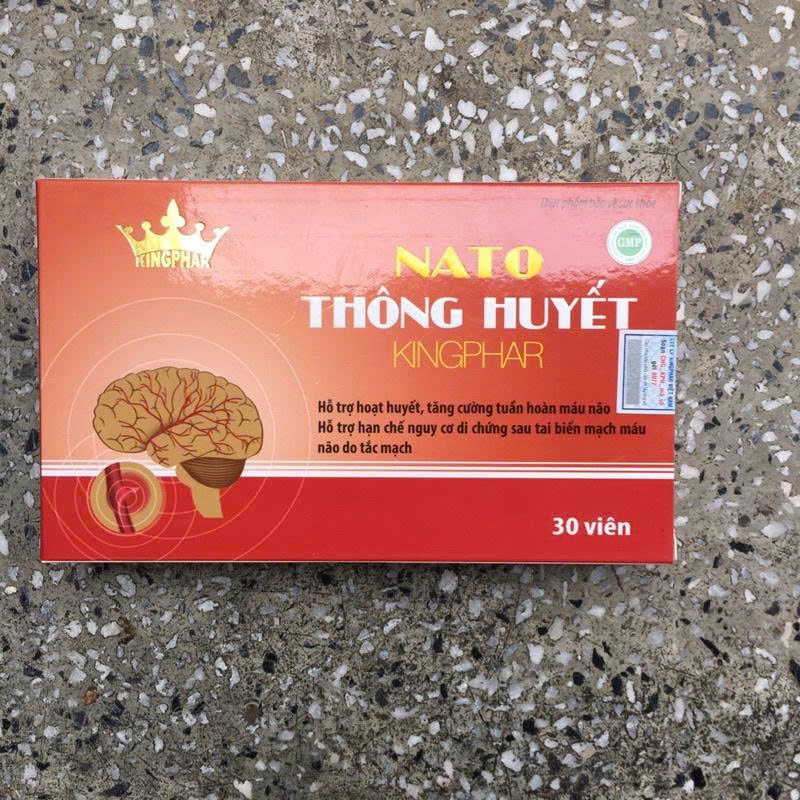 Thực phẩm bảo vệ sức khỏe
KINGPHAR
GMP
NATO
THÔNG HUYẾT
KINGPHAR
Hỗ trợ hoạt huyết, tăng cường tuần hoàn máu não
Hỗ trợ hạn chế nguy cơ di chứng sau tai biến mạch máu
não do tắc mạch
30 viên